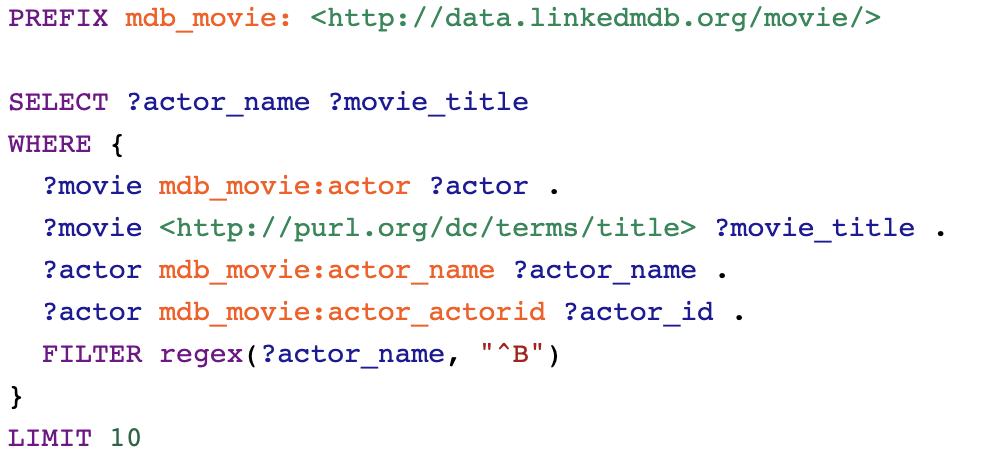 PREFIX mdb_movie: <http://data.linkedmdb.org/movie/>

SELECT ?actor_name ?movie_title
WHERE {
  ?movie mdb_movie:actor ?actor .
  ?movie <http://purl.org/dc/terms/title> ?movie_title .
  ?actor mdb_movie:actor_name ?actor_name .
  ?actor mdb_movie:actor_actorid ?actor_id .
  FILTER regex(?actor_name, "^B")
}
LIMIT 10